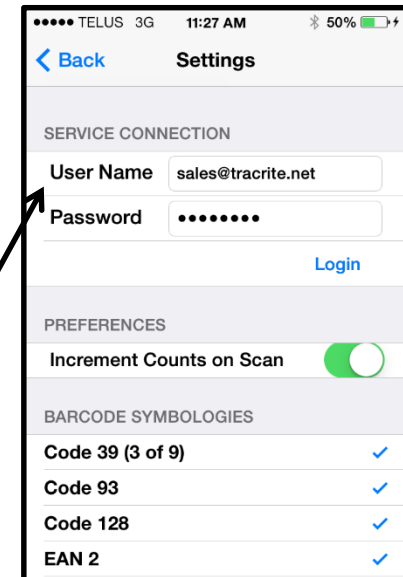 TELUS 3G 11:27 AM 50%
Back Settings
SERVICE CONNECTION
User Name sales@tracrite.net
Password ••••••••
Login
PREFERENCES
Increment Counts on Scan
BARCODE SYMBOLOGIES
Code 39 (3 of 9)
Code 93
Code 128
EAN 2